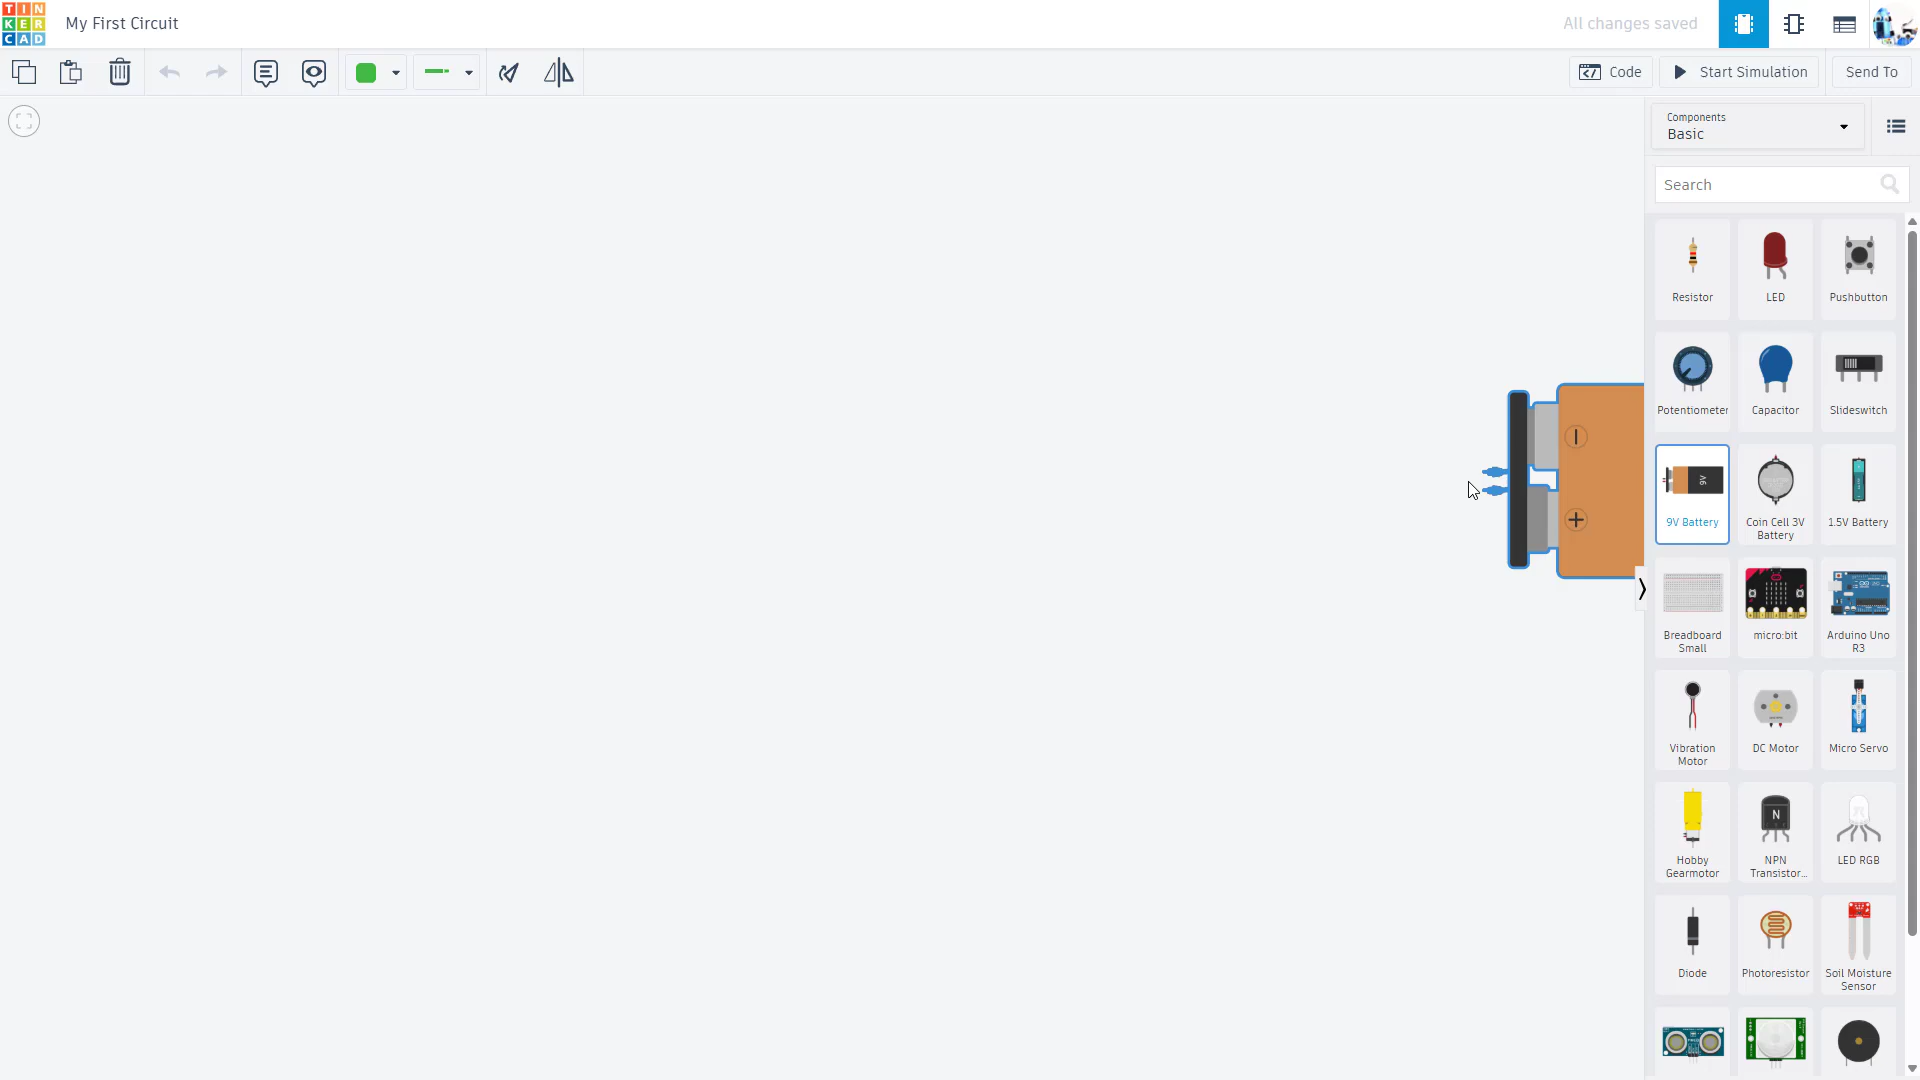 TIN
KER
CAD
My First Circuit
All changes saved
Code
Start Simulation
Send To
Components
Basic
Search
Resistor
LED
Pushbutton
Potentiometer
Capacitor
Slideswitch
9V
9V Battery
Coin Cell 3V
Battery
1.5V Battery
Breadboard
Small
micro:bit
Arduino Uno
R3
Vibration
Motor
DC Motor
Micro Servo
Hobby
Gearmotor
N
NPN
Transistor...
LED RGB
Diode
Photoresistor
Soil Moisture
Sensor